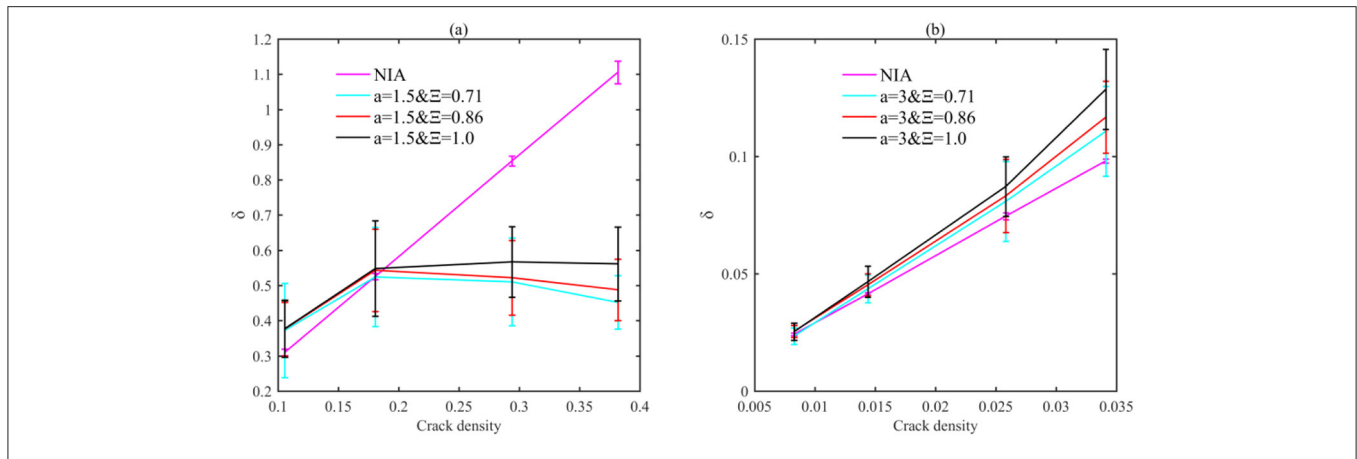 (a)
1.2
1.1
1
0.9
0.8
0.7
0.6
0.5
0.4
0.3
0.2
δ
NIA
a=1.5&Ξ=0.71
a=1.5&Ξ=0.86
a=1.5&Ξ=1.0
0.1 0.15 0.2 0.25 0.3 0.35 0.4
Crack density
(b)
0.15
0.1
0.05
0
δ
NIA
a=3&Ξ=0.71
a=3&Ξ=0.86
a=3&Ξ=1.0
0.005 0.01 0.015 0.02 0.025 0.03 0.035
Crack density